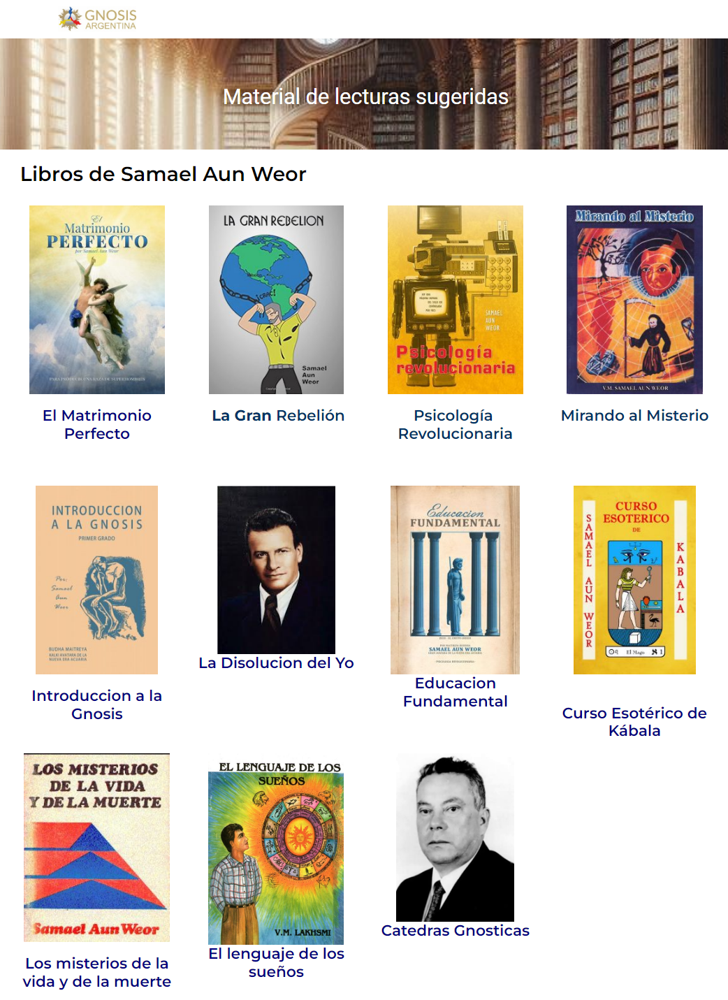 GNOSIS
ARGENTINA
Material de lecturas sugeridas
Libros de Samael Aun Weor
El
Matrimonio
PERFECTO
por Samael Aun Weor
PARA PRODUCIR UNA RAZA DE SUPERHOMBRES
El Matrimonio
Perfecto
LA GRAN REBELION
¡CRAC!
Samael
Aun
Weor
La Gran Rebelión
SAMAEL
AUN
WEOR
Psicología
revolucionaria
Psicología
Revolucionaria
Mirando al Misterio
V.M. SAMAEL AUN WEOR
Mirando al Misterio
INTRODUCCION
A LA GNOSIS
PRIMER GRADO
Por:
Samael
Aun
Weor
BUDHA MAITREYA
KALKI AVATARA DE LA
NUEVA ERA ACUARIA
Introduccion a la
Gnosis
La Disolucion del Yo
Educacion
FUNDAMENTAL
SAMAEL AUN WEOR
Educacion
Fundamental
CURSO
ESOTERICO
DE
KABALA
SAMAEL AUN WEOR
El Mago
1
Curso Esotérico de
Kábala
LOS MISTERIOS
DE LA VIDA
Y DE LA MUERTE
Samael Aun Weor
Los misterios de la
vida y de la muerte
EL LENGUAJE DE LOS
SUEÑOS
V.M. LAKHSMI
El lenguaje de los
sueños
Catedras Gnosticas